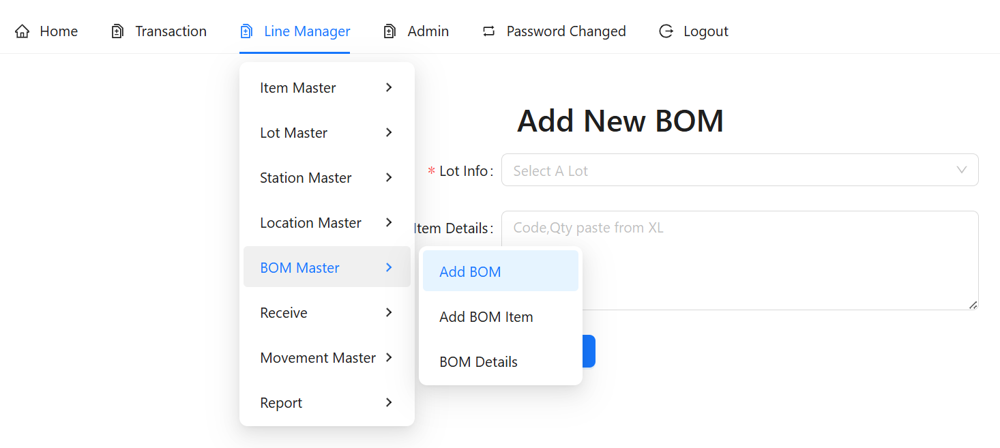 Home Transaction Line Manager Admin Password Changed Logout
Item Master
Lot Master
Station Master
Location Master
BOM Master
Receive
Movement Master
Report
Add BOM
Add BOM Item
BOM Details
Add New BOM
* Lot Info: Select A Lot
Item Details: Code,Qty paste from XL